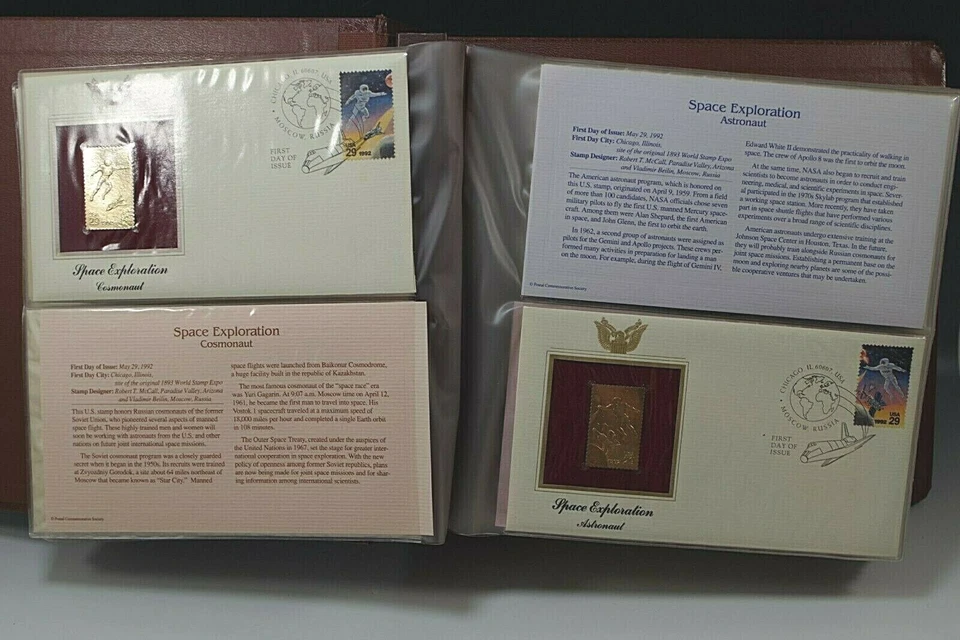 CHICAGO IL 60607 USA
MOSCOW, RUSSIA
FIRST
DAY OF
ISSUE
USA
29 1992
Space Exploration
Cosmonaut
Space Exploration
Cosmonaut
First Day of Issue: May 29, 1992
First Day City: Chicago, Illinois,
site of the original 1893 World Stamp Expo
Stamp Designer: Robert T. McCall, Paradise Valley, Arizona
and Vladimir Beilin, Moscow, Russia
This U.S. stamp honors Russian cosmonauts of the former
Soviet Union, who pioneered several aspects of manned
space flight. These highly trained men and women will
soon be working with astronauts from the U.S. and other
nations on future joint international space missions.
The Soviet cosmonaut program was a closely guarded
secret when it began in the 1950s. Its recruits were trained
at Zvyozdniy Gorodok, a site about 64 miles northeast of
Moscow that became known as "Star City." Manned
space flights were launched from Baikonur Cosmodrome,
a huge facility built in the republic of Kazakhstan.
The most famous cosmonaut of the "space race" era
was Yuri Gagarin. At 9:07 a.m. Moscow time on April 12,
1961, he became the first man to travel into space. His
Vostok 1 spacecraft traveled at a maximum speed of
18,000 miles per hour and completed a single Earth orbit
in 108 minutes.
The Outer Space Treaty, created under the auspices of
the United Nations in 1967, set the stage for greater inter-
national cooperation in space exploration. With the new
policy of openness among former Soviet republics, plans
are now being made for joint space missions and for shar-
ing information among international scientists.
© Postal Commemorative Society
Space Exploration
Astronaut
First Day of Issue: May 29, 1992
First Day City: Chicago, Illinois,
site of the original 1893 World Stamp Expo
Stamp Designer: Robert T. McCall, Paradise Valley, Arizona
and Vladimir Beilin, Moscow, Russia
The American astronaut program, which is honored on
this U.S. stamp, originated on April 9, 1959. From a field
of more than 100 candidates, NASA officials chose seven
military pilots to fly the first U.S. manned Mercury space-
craft. Among them were Alan Shepard, the first American
in space, and John Glenn, the first to orbit the earth.
In 1962, a second group of astronauts were assigned as
pilots for the Gemini and Apollo projects. These crews per-
formed many activities in preparation for landing a man
on the moon. For example, during the flight of Gemini IV,
Edward White II demonstrated the practicality of walking in
space. The crew of Apollo 8 was the first to orbit the moon.
At the same time, NASA also began to recruit and train
scientists to become astronauts in order to conduct engi-
neering, medical, and scientific experiment in space. Sever-
al participated in the 1970s Skylab program that established
a working space station. More recently, they have taken
part in space shuttle flights that have performed various
experiments over a broad range of scientific disciplines.
American astronauts undergo extensive training at the
Johnson Space Center in Houston, Texas. In the future,
they will probably train alongside Russian cosmonauts for
joint space missions. Establishing a permanent base on the
moon and exploring nearby planets are some of the possi-
ble cooperative ventures that may be undertaken.
© Postal Commemorative Society
CHICAGO IL 60607 USA
MOSCOW, RUSSIA
FIRST
DAY OF
ISSUE
USA
1992 29
Space Exploration
Astronaut